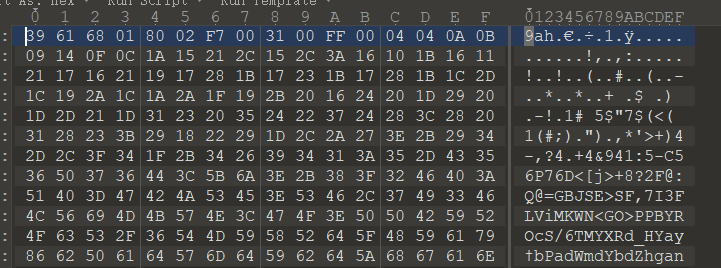 t As: Hex Run Script Run Template
0 1 2 3 4 5 6 7 8 9 A B C D E F 0123456789ABCDEF
: 39 61 68 01 80 02 F7 00 31 00 FF 00 04 04 0A 0B 9ah.€.÷.1.ÿ.....
: 09 14 0F 0C 1A 15 21 2C 15 2C 3A 16 10 1B 16 11 ......!,.,:.....
: 21 17 16 21 19 17 28 1B 17 23 1B 17 28 1B 1C 2D !..!..(..#..(..-
: 1C 19 2A 1C 1A 2A 1F 19 2B 20 16 24 20 1D 29 20 ..*..*..+ .$ .)
: 1D 2D 21 1D 31 23 20 35 24 22 37 24 28 3C 28 20 .-!.1# 5$"7$(<(
: 31 28 23 3B 29 18 22 29 1D 2C 2A 27 3E 2B 29 34 1(#;).").,*'>+)4
: 2D 2C 3F 34 1F 2B 34 26 39 34 31 3A 35 2D 43 35 -,?4.+4&941:5-C5
: 36 50 37 36 44 3C 5B 6A 3E 2B 38 3F 32 46 40 3A 6P76D<[j>+8?2F@:
: 51 40 3D 47 42 4A 53 45 3E 53 46 2C 37 49 33 46 Q@=GBJSE>SF,7I3F
: 4C 56 69 4D 4B 57 4E 3C 47 4F 3E 50 50 42 59 52 LViMKWN<GO>PPBYR
: 4F 63 53 2F 36 54 4D 59 58 52 64 5F 48 59 61 79 OcS/6TMYXRd_HYay
: 86 62 50 61 64 57 6D 64 59 62 64 5A 68 67 61 6E †bPadWmdYbdZhgan